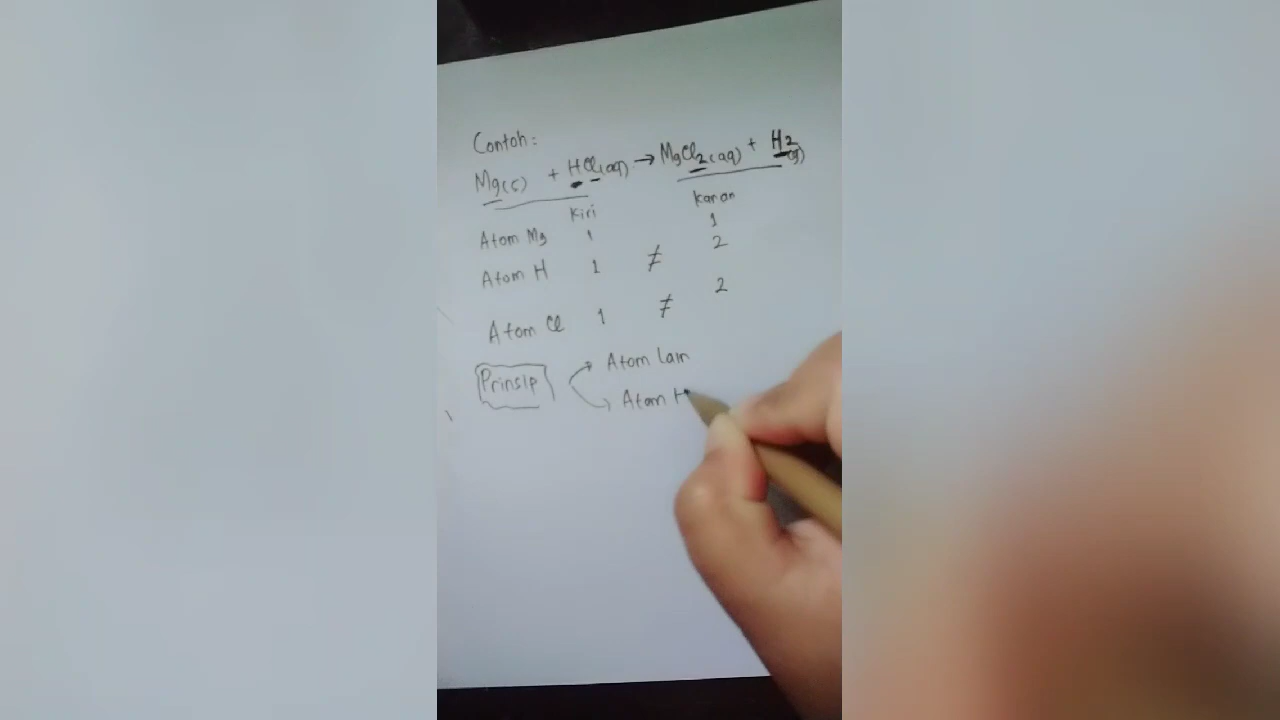 Contoh:
Mg(s) + HCl(aq) → MgCl2(aq) + H2(g)
Kiri Kanan
Atom Mg 1 1
Atom H 1 ≠ 2
Atom Cl 1 ≠ 2
Prinsip Atom Lain
Atom H